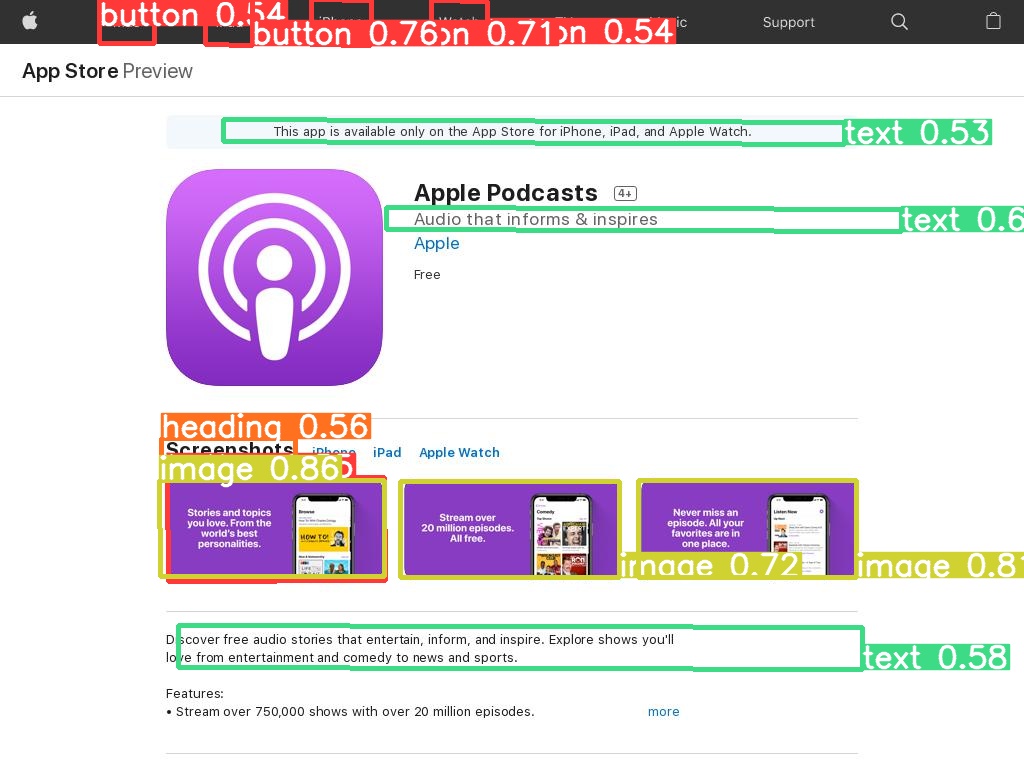 button 0.54
iPhone
Watch
Support
button 0.76
on 0.71
on 0.54
App Store Preview
This app is available only on the App Store for iPhone, iPad, and Apple Watch.
text 0.53
Apple Podcasts 4+
Audio that informs & inspires
text 0.6
Apple
Free
heading 0.56
Screenshots iPhone iPad Apple Watch
image 0.86
Stories and topics
you love. From the
world's best
personalities.
Browse
HOW TO!
Stream over
20 million episodes.
All free.
Comedy
Never miss an
episode. All your
favorites are in
one place.
Listen Now
image 0.72
image 0.81
Discover free audio stories that entertain, inform, and inspire. Explore shows you'll
love from entertainment and comedy to news and sports.
text 0.58
Features:
• Stream over 750,000 shows with over 20 million episodes.
more